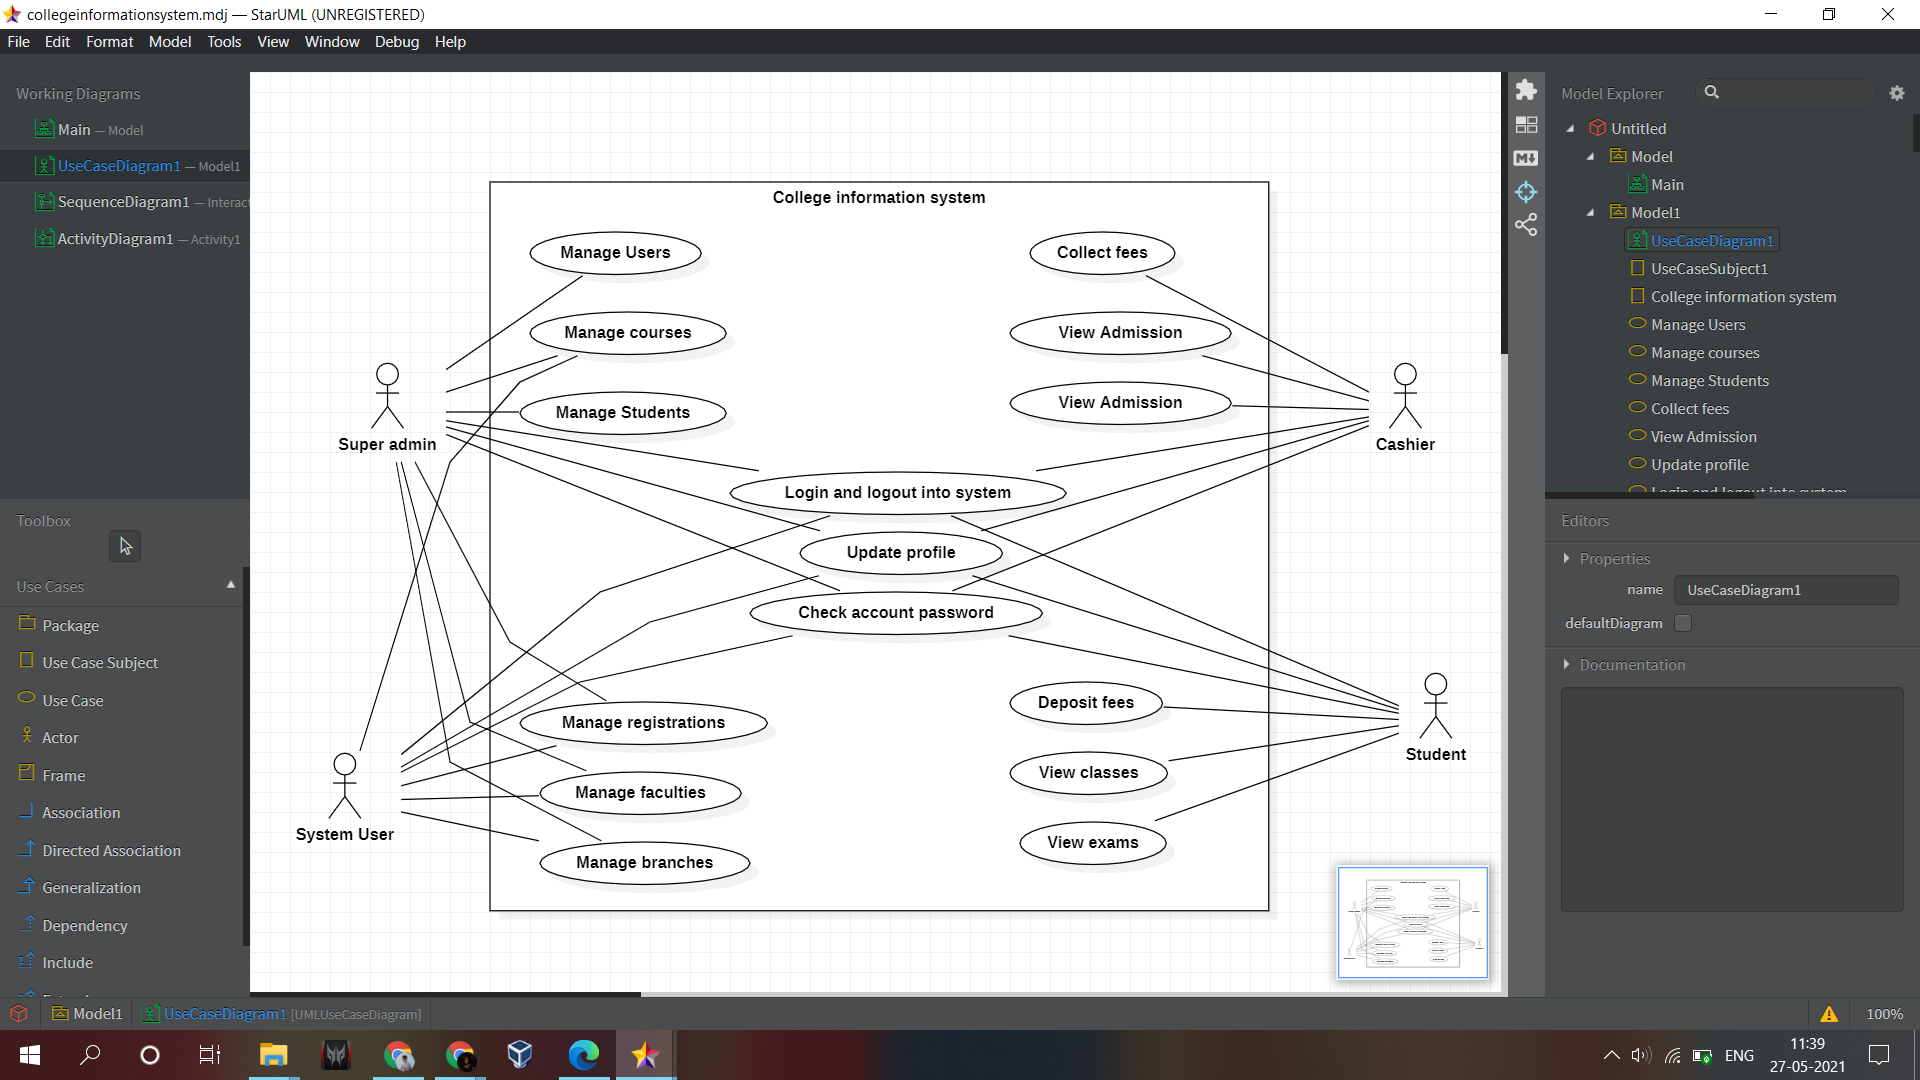 collegeinformationsystem.mdj — StarUML (UNREGISTERED)
File Edit Format Model Tools View Window Debug Help
Working Diagrams
Main — Model
UseCaseDiagram1 — Model1
SequenceDiagram1 — Interact
ActivityDiagram1 — Activity1
Toolbox
Use Cases
Package
Use Case Subject
Use Case
Actor
Frame
Association
Directed Association
Generalization
Dependency
Include
College information system
Manage Users
Collect fees
Manage courses
View Admission
Manage Students
View Admission
Super admin
Cashier
Login and logout into system
Update profile
Check account password
Manage registrations
Deposit fees
Student
Manage faculties
View classes
System User
Manage branches
View exams
M
Model Explorer
Untitled
Model
Main
Model1
UseCaseDiagram1
UseCaseSubject1
College information system
Manage Users
Manage courses
Manage Students
Collect fees
View Admission
Update profile
Login and logout into system
Editors
Properties
name UseCaseDiagram1
defaultDiagram
Documentation
Model1 UseCaseDiagram1 [UMLUseCaseDiagram]
100%
ENG
11:39
27-05-2021